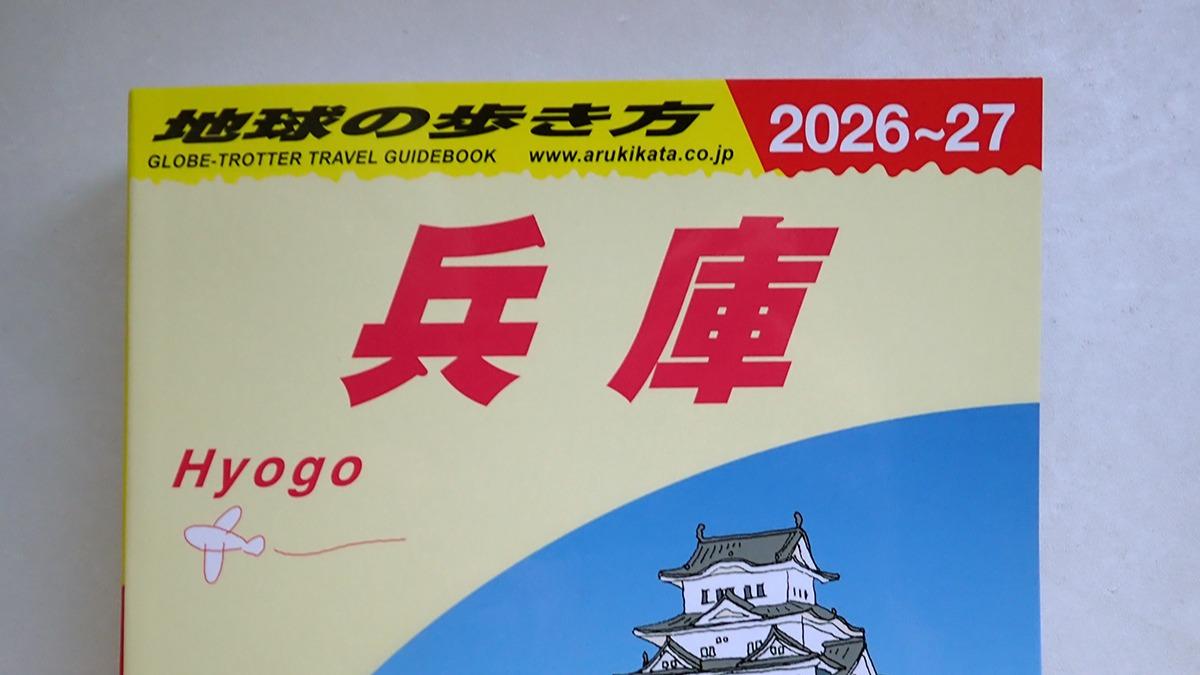 地球の歩き方
2026~27
GLOBE-TROTTER TRAVEL GUIDEBOOK www.arukikata.co.jp
兵庫
Hyogo